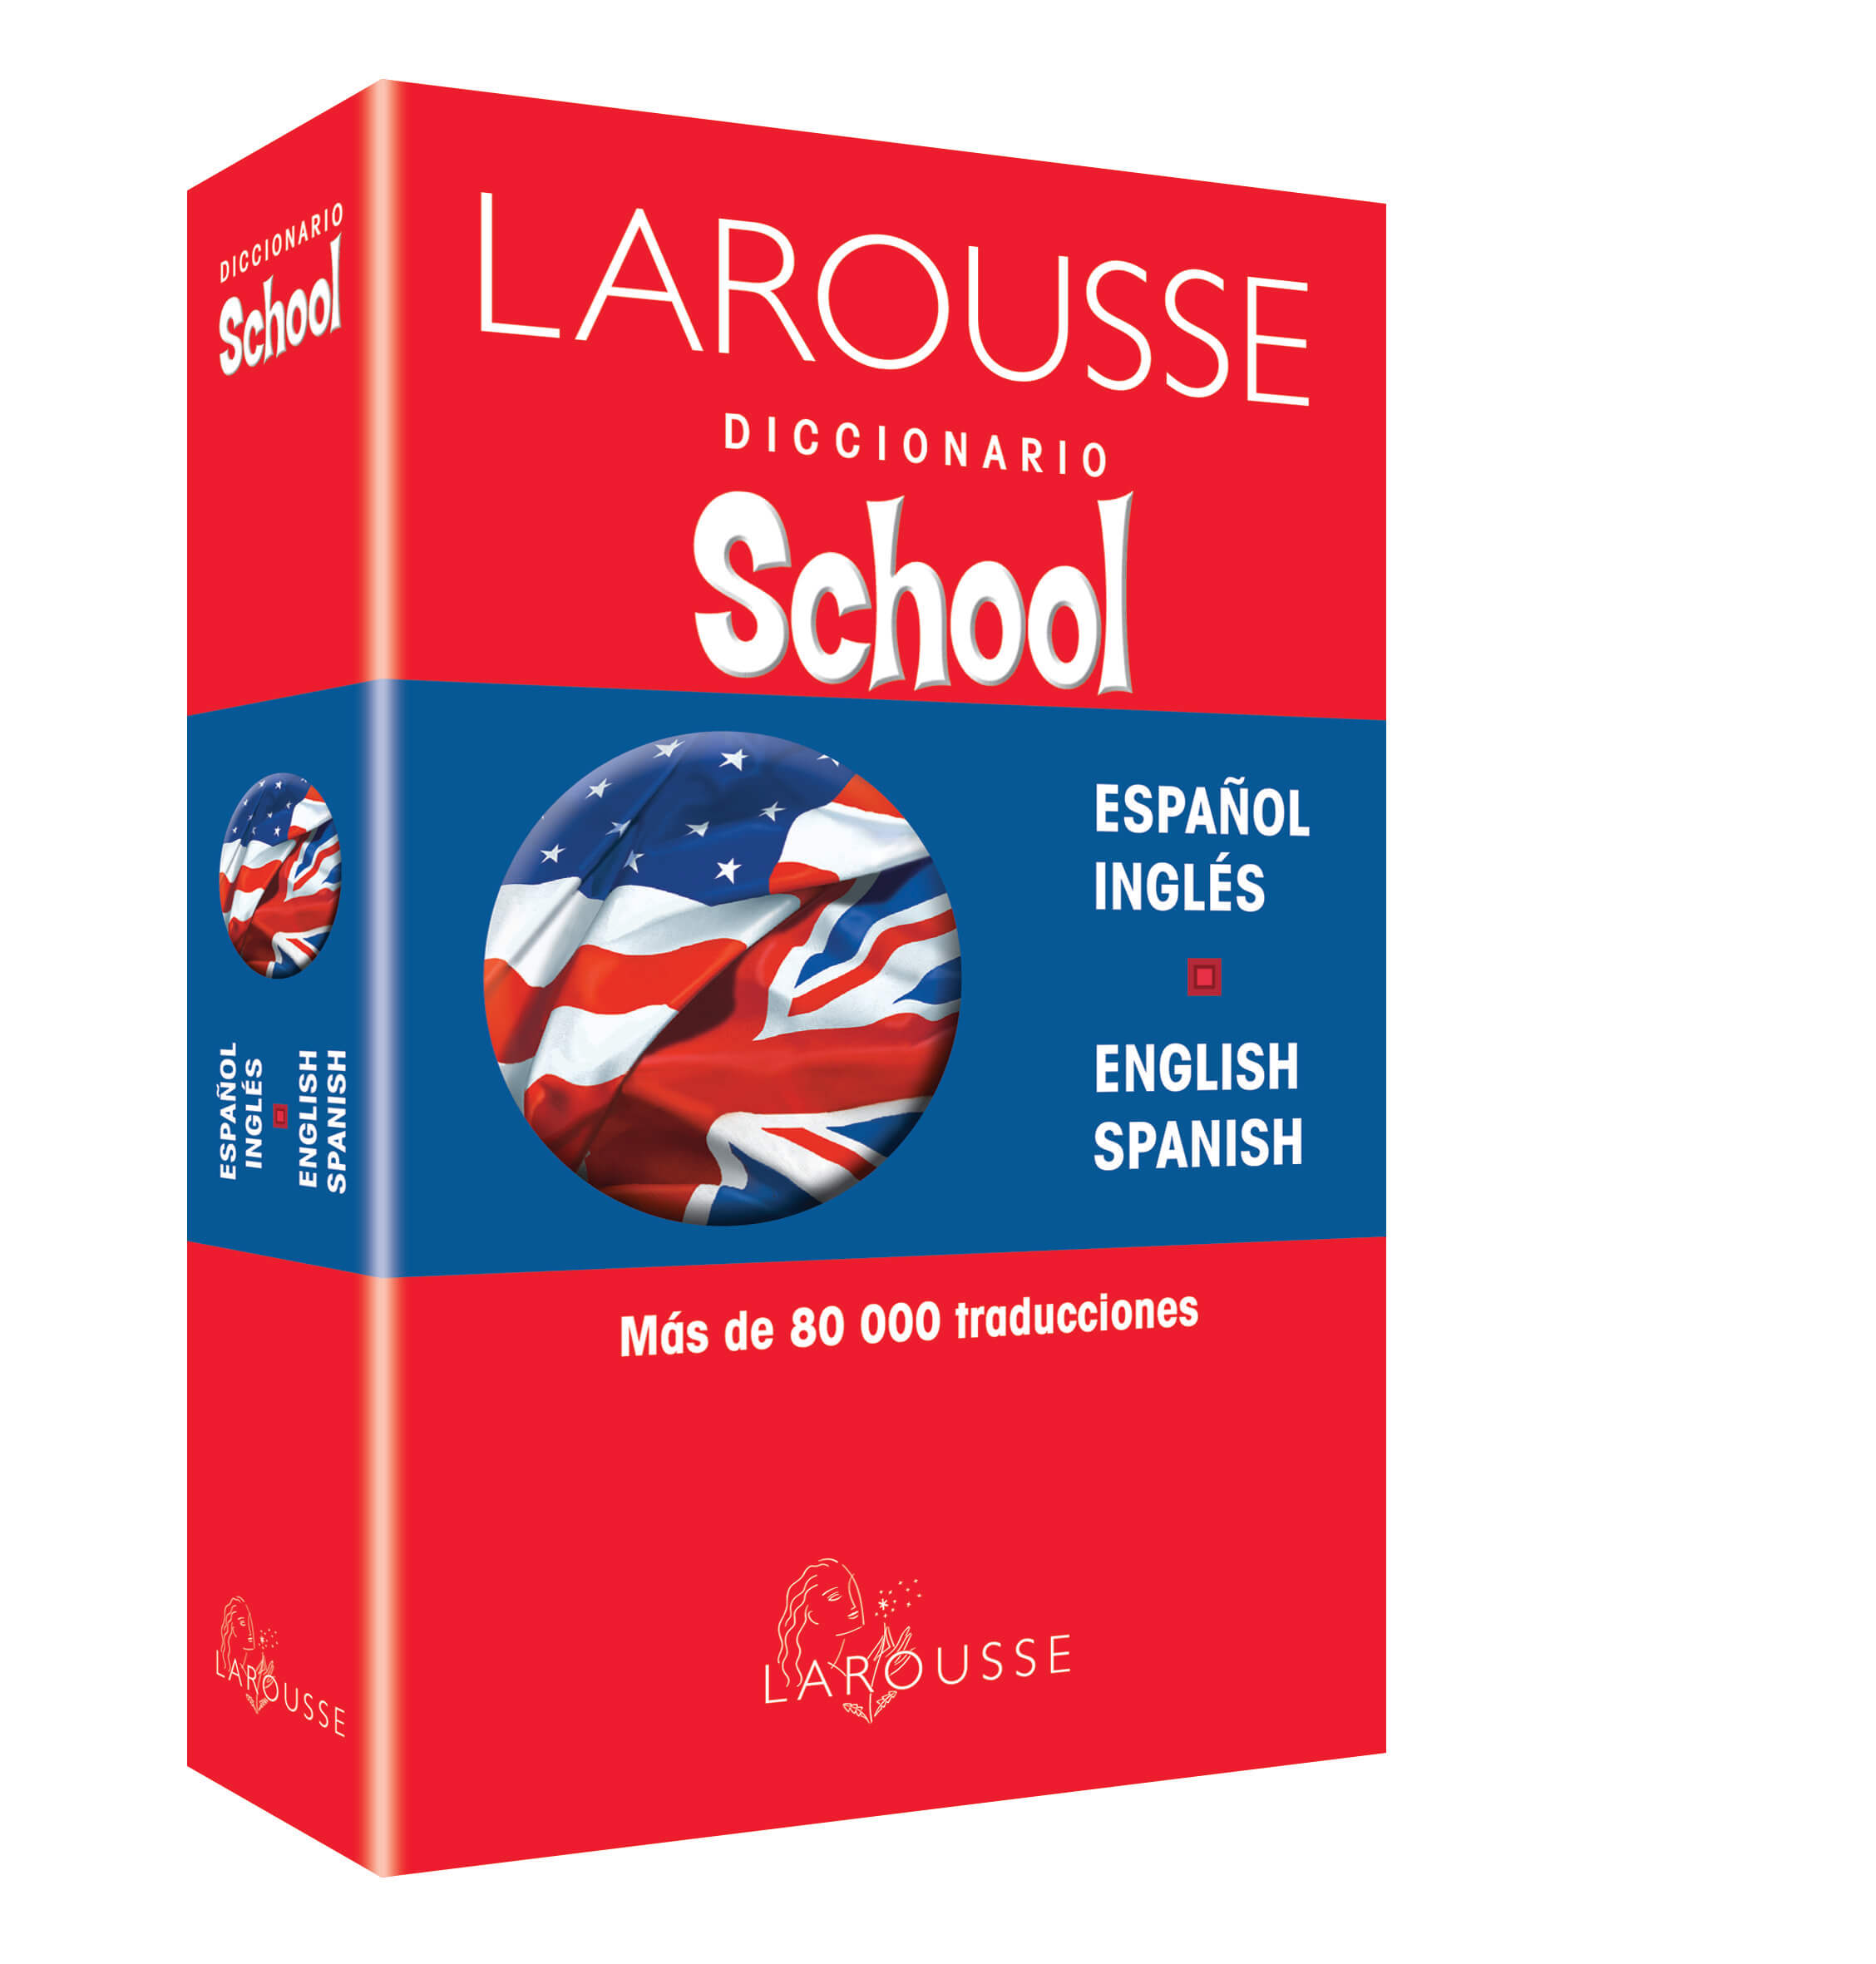 DICCIONARIO
School
ESPAÑOL
INGLÉS
ENGLISH
SPANISH
LAROUSSE
LAROUSSE
DICCIONARIO
School
ESPAÑOL
INGLÉS
ENGLISH
SPANISH
Más de 80 000 traducciones
LAROUSSE